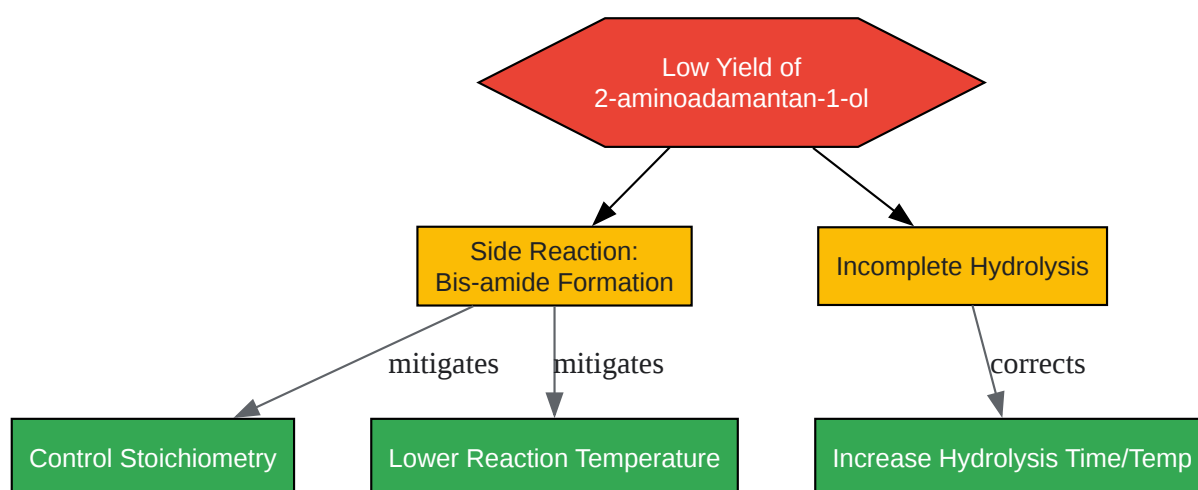 Low Yield of
2-aminoadamantan-1-ol
Side Reaction:
Bis-amide Formation
Incomplete Hydrolysis
mitigates
mitigates
corrects
Control Stoichiometry
Lower Reaction Temperature
Increase Hydrolysis Time/Temp